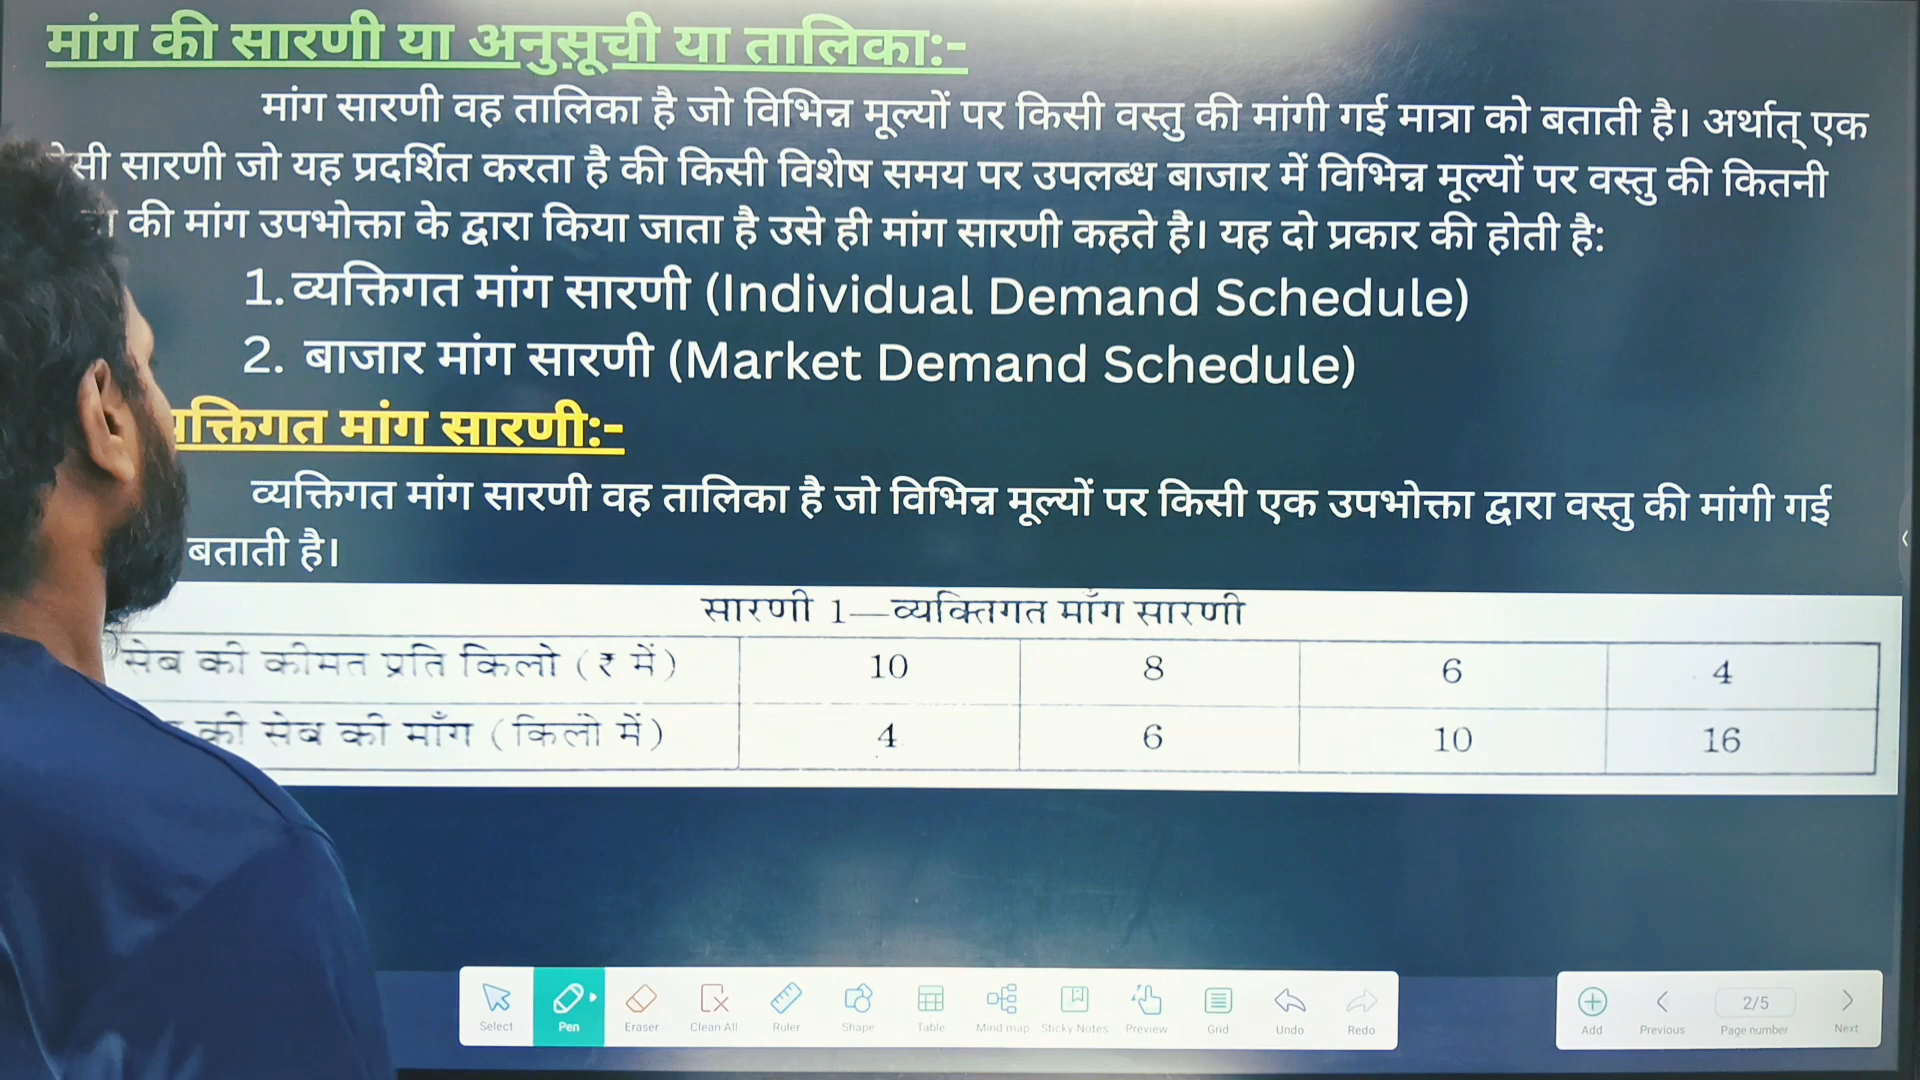 मांग की सारणी या अनुसूची या तालिका:-
मांग सारणी वह तालिका है जो विभिन्न मूल्यों पर किसी वस्तु की मांगी गई मात्रा को बताती है। अर्थात् एक
सारणी जो यह प्रदर्शित करता है की किसी विशेष समय पर उपलब्ध बाजार में विभिन्न मूल्यों पर वस्तु की कितनी
की मांग उपभोक्ता के द्वारा किया जाता है उसे ही मांग सारणी कहते है। यह दो प्रकार की होती है:
1. व्यक्तिगत मांग सारणी (Individual Demand Schedule)
2. बाजार मांग सारणी (Market Demand Schedule)
मांग सारणी:-
व्यक्तिगत मांग सारणी वह तालिका है जो विभिन्न मूल्यों पर किसी एक उपभोक्ता द्वारा वस्तु की मांगी गई
बताती है।
सारणी 1—व्यक्तिगत माँग सारणी
सेब की कीमत प्रति किलो (₹ में) 10 8 6 4
की सेब की माँग (किलो में) 4 6 10 16
Select Pen Eraser Clean All Ruler Shape Table Mind map Sticky Notes Preview Grid Undo Redo
2/5
Add Previous Page number Next